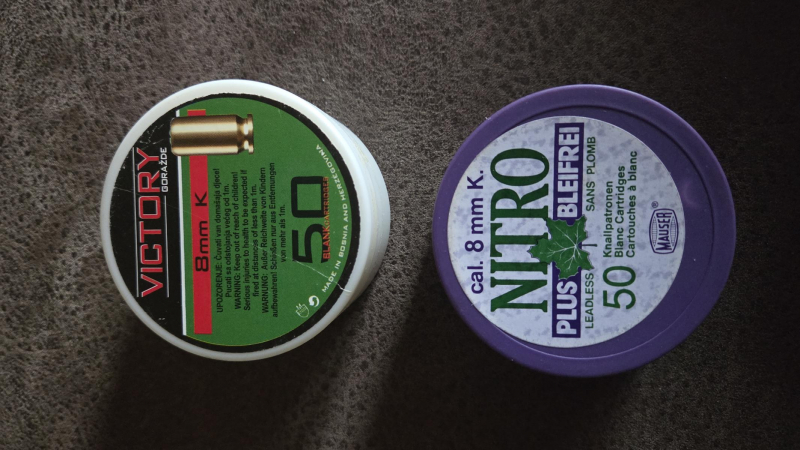 VICTORY
GORAŽDE
8mm K
UPOZORENJE: Čuvati van domašaja djece!
Pucati sa odstojanja većeg od 1m.
WARNING: Keep out of reach of children!
Serious injuries to health to be expected if
fired at distances of less than 1m.
WARNUNG: Außer Reichweite von Kindern
aufbewahren! Schießen nur aus Entfernungen
von mehr als 1m.
50
BLANK
MADE IN BOSNIA AND HERZEGOVINA
cal. 8 mm K.
NITRO
PLUS BLEIFREI
LEADLESS SANS PLOMB
50 Knallpatronen
Blanc Cartridges
Cartouches à blanc
MAUSER